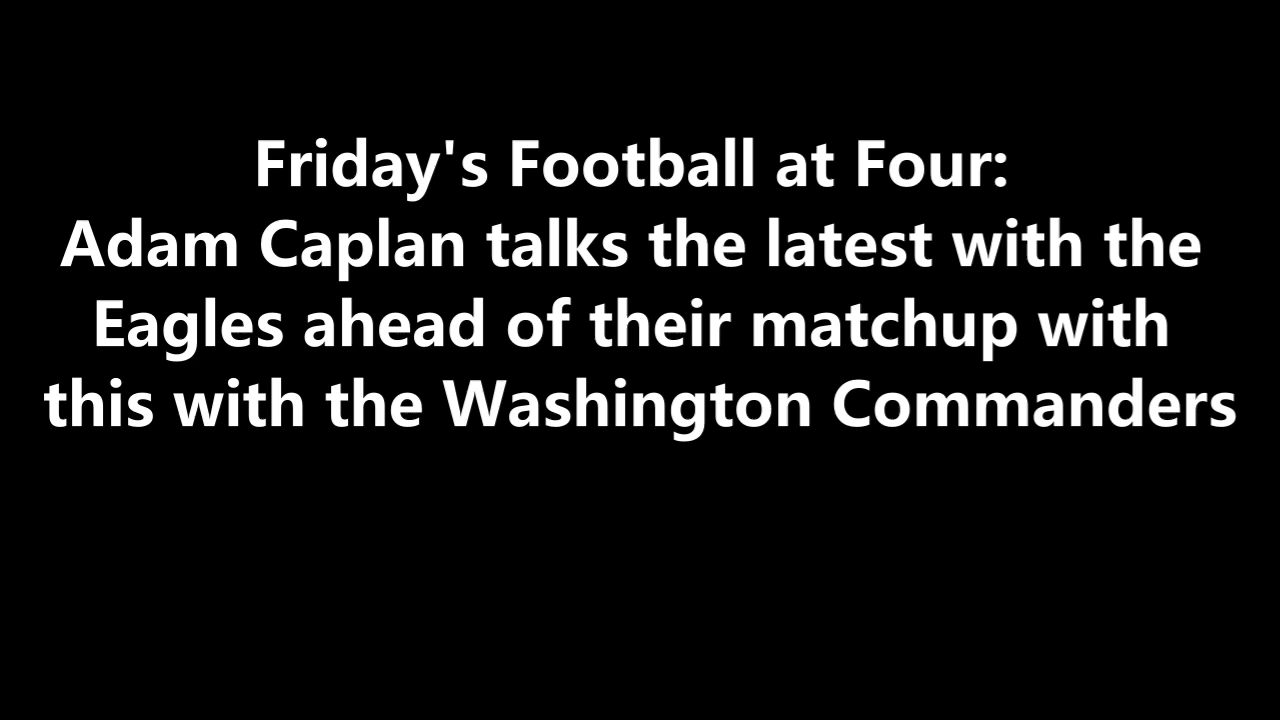 Friday's Football at Four:
Adam Caplan talks the latest with the
Eagles ahead of their matchup with
this with the Washington Commanders